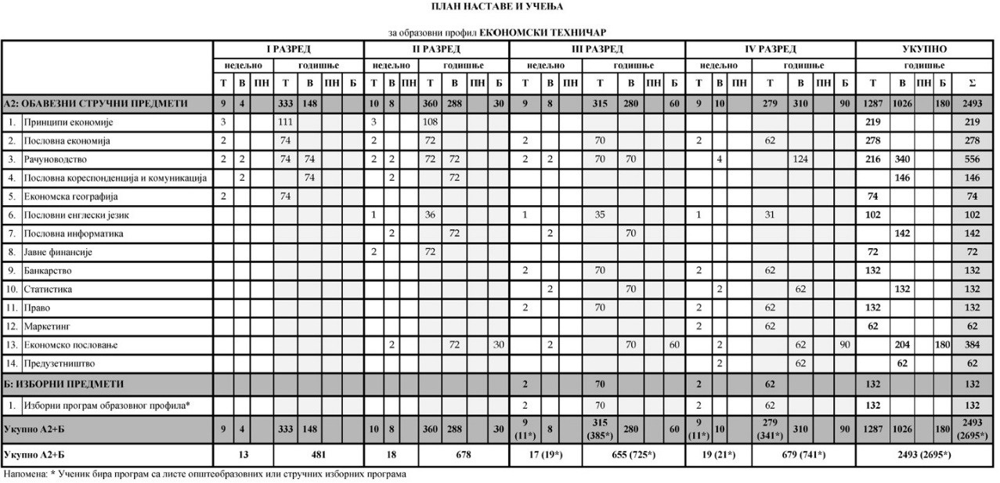 ПЛАН НАСТАВЕ И УЧЕЊА
за образовни профил ЕКОНОМСКИ ТЕХНИЧАР
I РАЗРЕД II РАЗРЕД III РАЗРЕД IV РАЗРЕД УКУПНО
недељно годишње недељно годишње недељно годишње недељно годишње годишње
Т В ПН Т В ПН Б Т В ПН Т В ПН Б Т В ПН Т В ПН Б Т В ПН Т В ПН Б Т В ПН Б Σ
А2: ОБАВЕЗНИ СТРУЧНИ ПРЕДМЕТИ 9 4 333 148 10 8 360 288 30 9 8 315 280 60 9 10 279 310 90 1287 1026 180 2493
1. Принципи економије 3 111 3 108 219 219
2. Пословна економија 2 74 2 72 2 70 2 62 278 278
3. Рачуноводство 2 2 74 74 2 2 72 72 2 2 70 70 4 124 216 340 556
4. Пословна кореспонденција и комуникација 2 74 2 72 146 146
5. Економска географија 2 74 74 74
6. Пословни енглески језик 1 36 1 35 1 31 102 102
7. Пословна информатика 2 72 2 70 142 142
8. Јавне финансије 2 72 72 72
9. Банкарство 2 70 2 62 132 132
10. Статистика 2 70 2 62 132 132
11. Право 2 70 2 62 132 132
12. Маркетинг 2 62 62 62
13. Економско пословање 2 72 30 2 70 60 2 62 90 204 180 384
14. Предузетништво 2 62 62 62
Б: ИЗБОРНИ ПРЕДМЕТИ 2 70 2 62 132 132
1. Изборни програм образовног профила* 2 70 2 62 132 132
Укупно А2+Б 9 4 333 148 10 8 360 288 30 9 (11*) 8 315 (385*) 280 60 9 (11*) 10 279 (341*) 310 90 1287 1026 180 2493 (2695*)
Укупно А2+Б 13 481 18 678 17 (19*) 655 (725*) 19 (21*) 679 (741*) 2493 (2695*)
Напомена: * Ученик бира програм са листе општеобразовних или стручних изборних програма